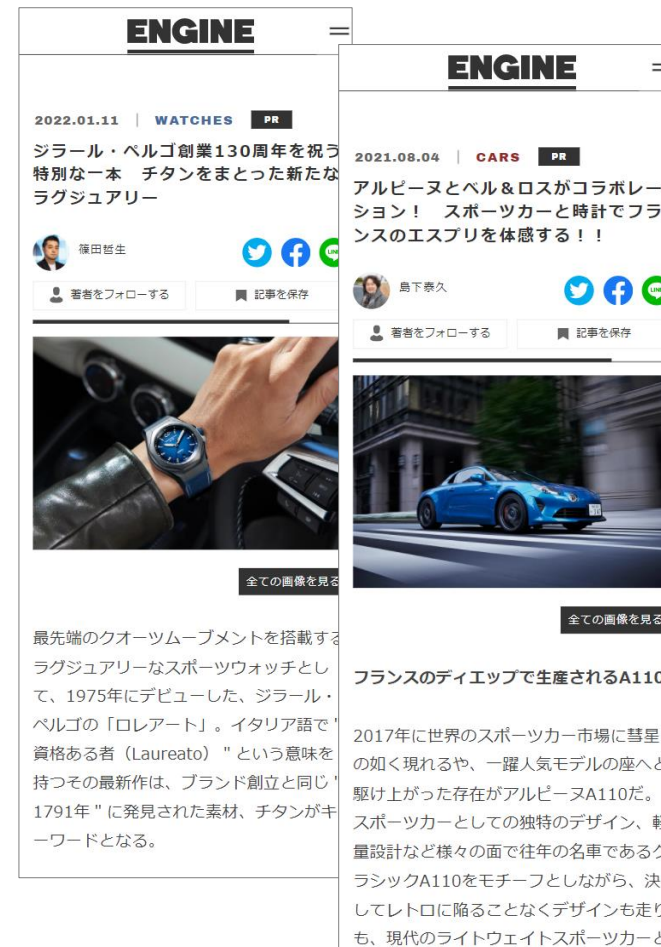 ENGINE
2022.01.11 | WATCHES PR
ジラール・ペルゴ創業130周年を祝う
特別な一本　チタンをまとった新たな
ラグジュアリー
篠田哲生
著者をフォローする
記事を保存
全ての画像を見る
最先端のクオーツムーブメントを搭載する
ラグジュアリーなスポーツウォッチとし
て、1975年にデビューした、ジラール・
ペルゴの「ロレアート」。イタリア語で "
資格ある者（Laureato） " という意味を
持つその最新作は、ブランド創立と同じ "
1791年 " に発見された素材、チタンがキ
ーワードとなる。
ENGINE
2021.08.04 | CARS PR
アルピーヌとベル＆ロスがコラボレー
ション！　スポーツカーと時計でフラ
ンスのエスプリを体感する！！
島下泰久
著者をフォローする
記事を保存
全ての画像を見る
フランスのディエップで生産されるA110
2017年に世界のスポーツカー市場に彗星
の如く現れるや、一躍人気モデルの座へと
駆け上がった存在がアルピーヌA110だ。
スポーツカーとしての独特のデザイン、軽
量設計など様々の面で往年の名車であるク
ラシックA110をモチーフとしながら、決
してレトロに陥ることなくデザインも走り
も、現代のライトウェイトスポーツカーと